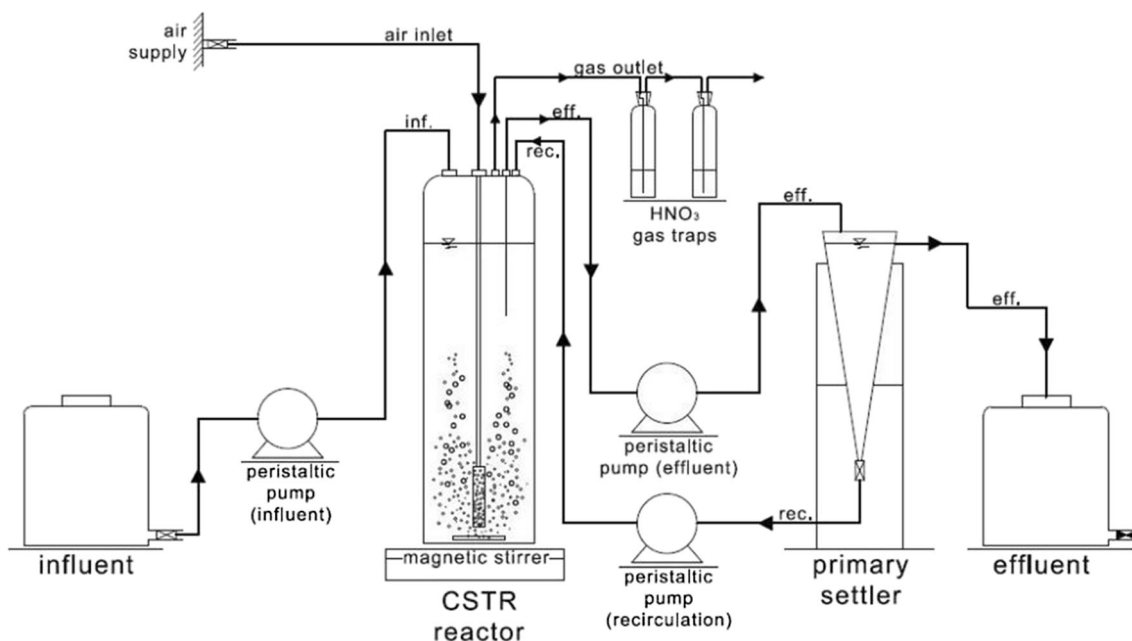 air
supply
air inlet
gas outlet
inf.
eff.
rec.
HNO₃
gas traps
eff.
eff.
peristaltic
pump
(influent)
peristaltic
pump (effluent)
rec.
influent
magnetic stirrer
CSTR
reactor
peristaltic
pump
(recirculation)
primary
settler
effluent